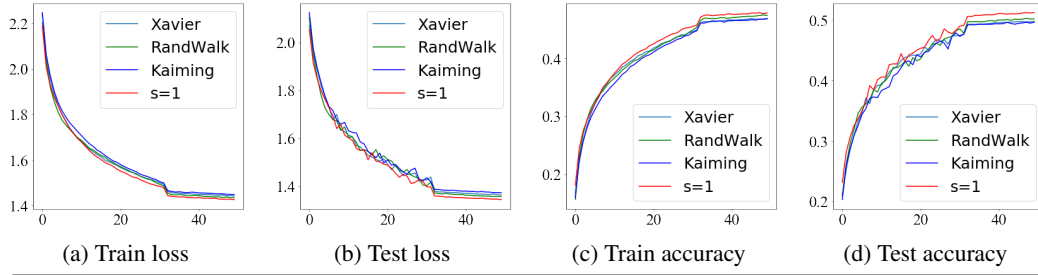 2.2
2.0
1.8
1.6
1.4
0
20
40
Xavier
RandWalk
Kaiming
s=1
(a) Train loss
2.0
1.8
1.6
1.4
0
20
40
Xavier
RandWalk
Kaiming
s=1
(b) Test loss
0.4
0.3
0.2
0
20
40
Xavier
RandWalk
Kaiming
s=1
(c) Train accuracy
0.5
0.4
0.3
0.2
0
20
40
Xavier
RandWalk
Kaiming
s=1
(d) Test accuracy